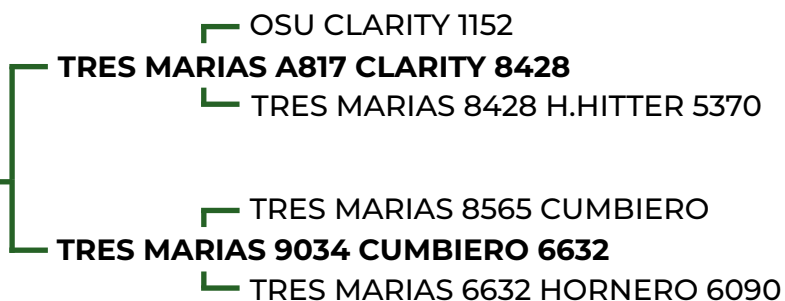 OSU CLARITY 1152
TRES MARIAS A817 CLARITY 8428
TRES MARIAS 8428 H.HITTER 5370
TRES MARIAS 8565 CUMBIERO
TRES MARIAS 9034 CUMBIERO 6632
TRES MARIAS 6632 HORNERO 6090